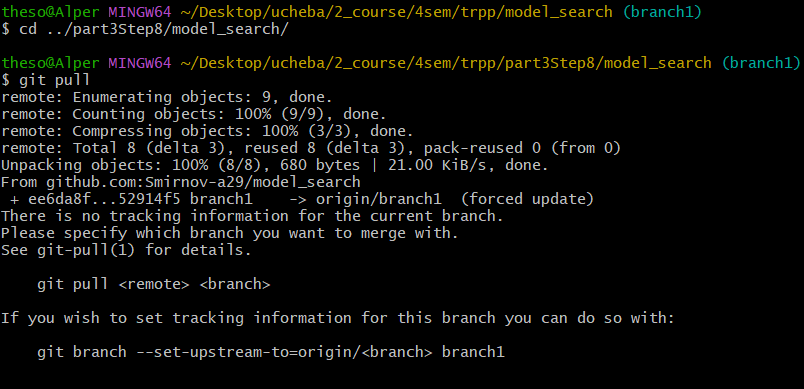 theso@Alper MINGW64 ~/Desktop/ucheba/2_course/4sem/trpp/model_search (branch1)
$ cd ../part3Step8/model_search/
theso@Alper MINGW64 ~/Desktop/ucheba/2_course/4sem/trpp/part3Step8/model_search (branch1)
$ git pull
remote: Enumerating objects: 9, done.
remote: Counting objects: 100% (9/9), done.
remote: Compressing objects: 100% (3/3), done.
remote: Total 8 (delta 3), reused 8 (delta 3), pack-reused 0 (from 0)
Unpacking objects: 100% (8/8), 680 bytes | 21.00 KiB/s, done.
From github.com:Smirnov-a29/model_search
 + ee6da8f...52914f5 branch1    -> origin/branch1  (forced update)
There is no tracking information for the current branch.
Please specify which branch you want to merge with.
See git-pull(1) for details.
    git pull <remote> <branch>
If you wish to set tracking information for this branch you can do so with:
    git branch --set-upstream-to=origin/<branch> branch1